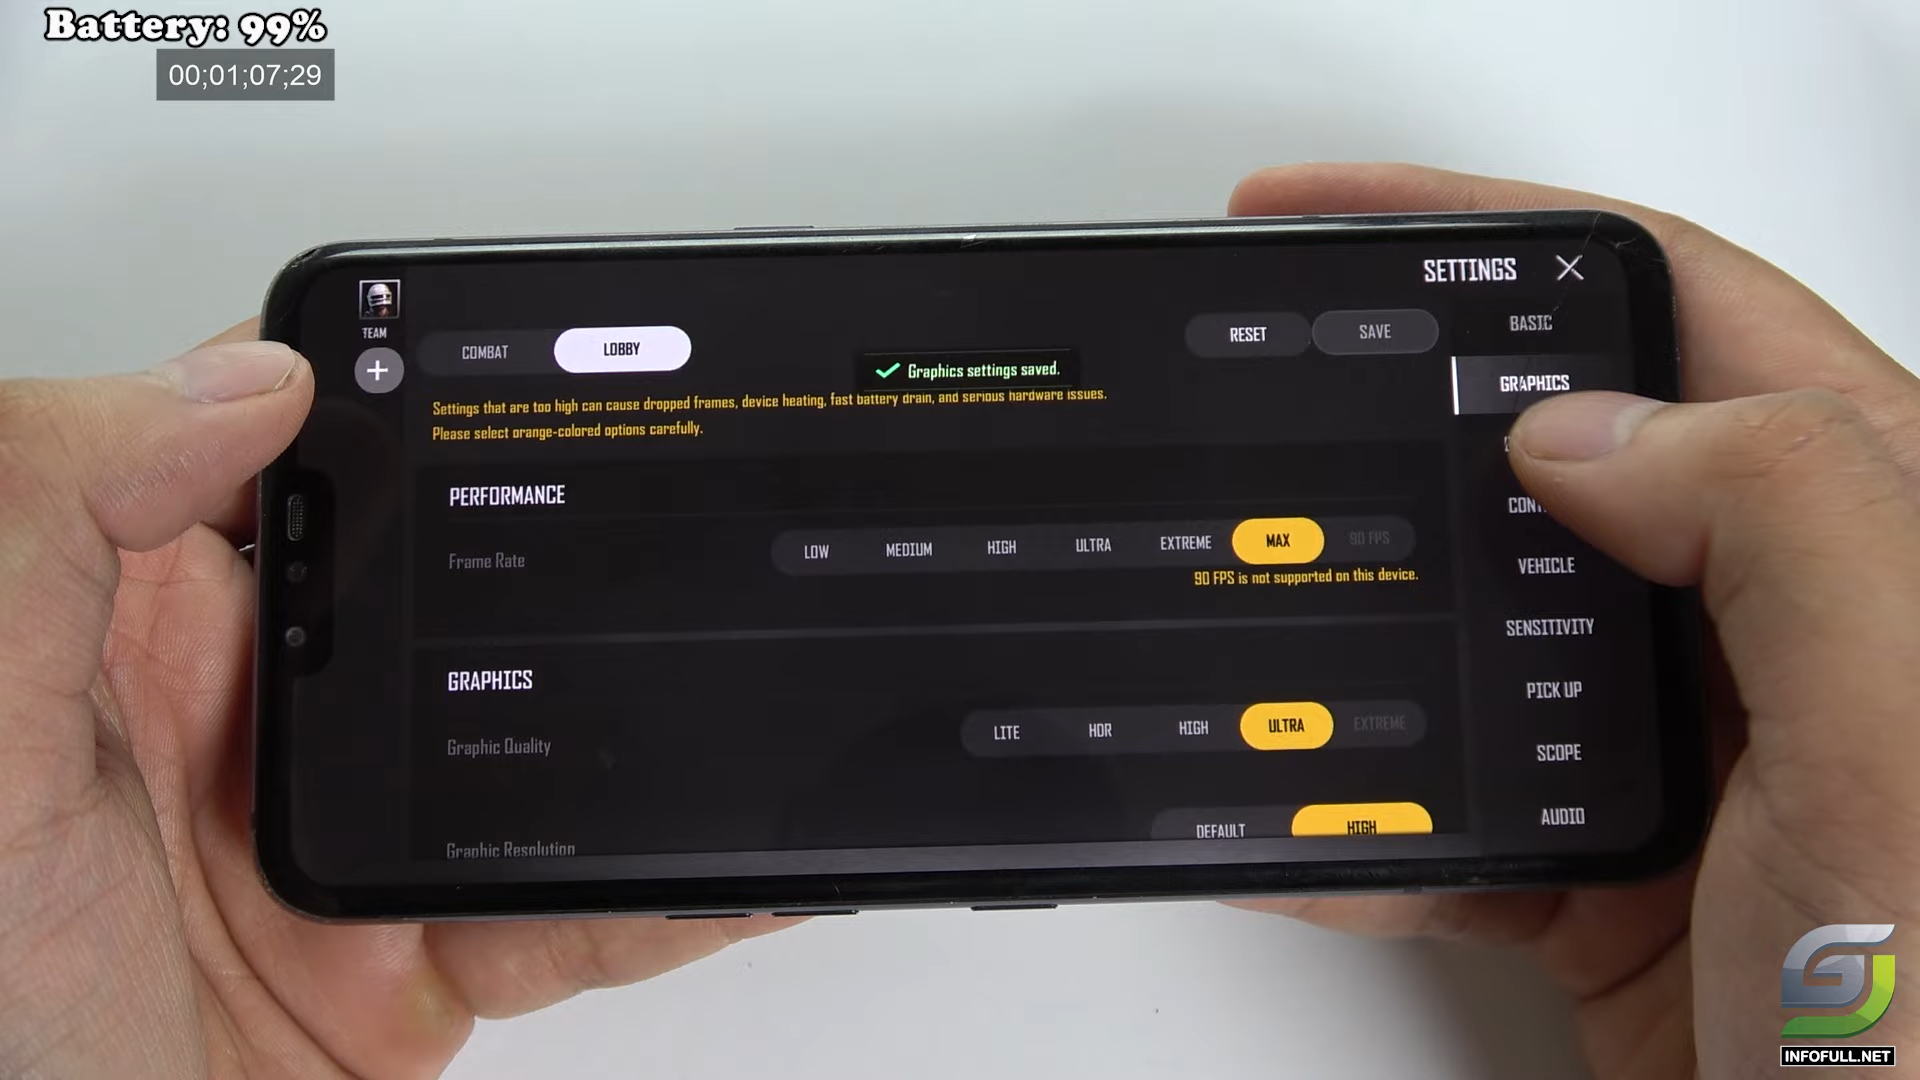 Battery: 99%
00;01;07;29
SETTINGS
TEAM
COMBAT
LOBBY
RESET
SAVE
BASIC
Graphics settings saved.
GRAPHICS
Settings that are too high can cause dropped frames, device heating, fast battery drain, and serious hardware issues.
Please select orange-colored options carefully.
PERFORMANCE
Frame Rate
LOW
MEDIUM
HIGH
ULTRA
EXTREME
MAX
90 FPS
90 FPS is not supported on this device.
VEHICLE
SENSITIVITY
GRAPHICS
PICK UP
Graphic Quality
LITE
HDR
HIGH
ULTRA
EXTREME
SCOPE
Graphic Resolution
DEFAULT
HIGH
AUDIO
INFOFULL.NET